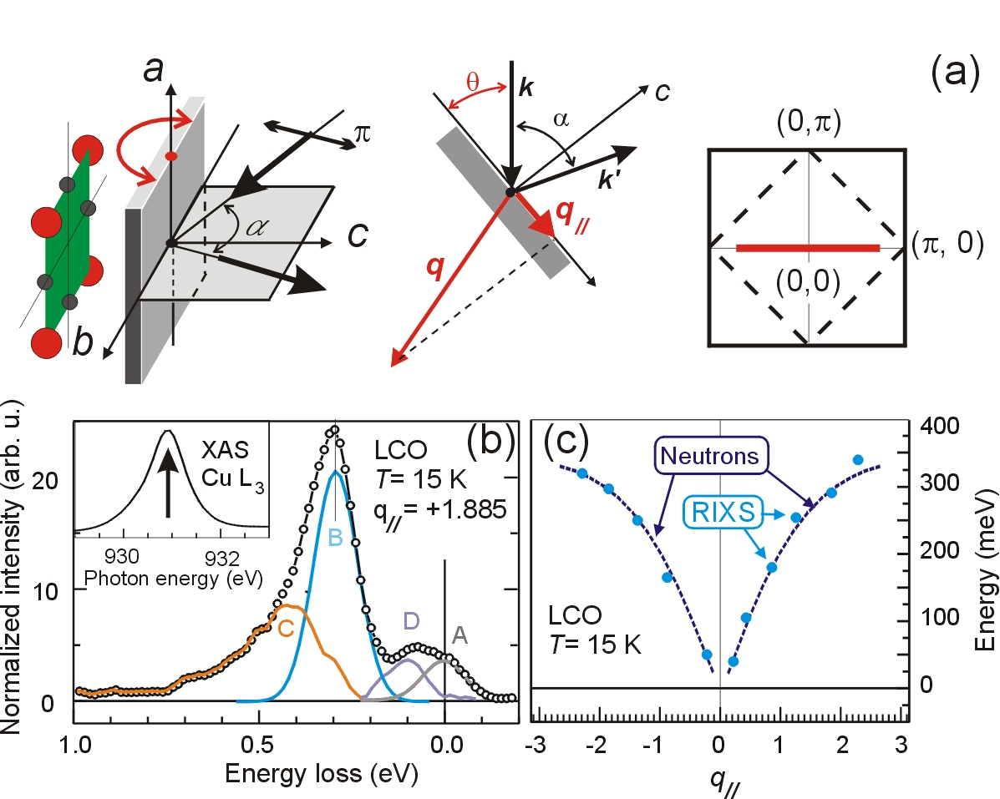 (a)
a
π
α
c
b
θ
k
c
α
k'
q//
q
(0,π)
(π, 0)
(0,0)
Normalized intensity (arb. u.)
20
10
0
XAS
Cu L3
930
932
Photon energy (eV)
(b)
LCO
T= 15 K
q// = +1.885
B
C
D
A
1.0
0.5
0.0
Energy loss (eV)
(c)
Neutrons
RIXS
LCO
T= 15 K
400
300
200
100
0
Energy (meV)
-3
-2
-1
0
1
2
3
q//